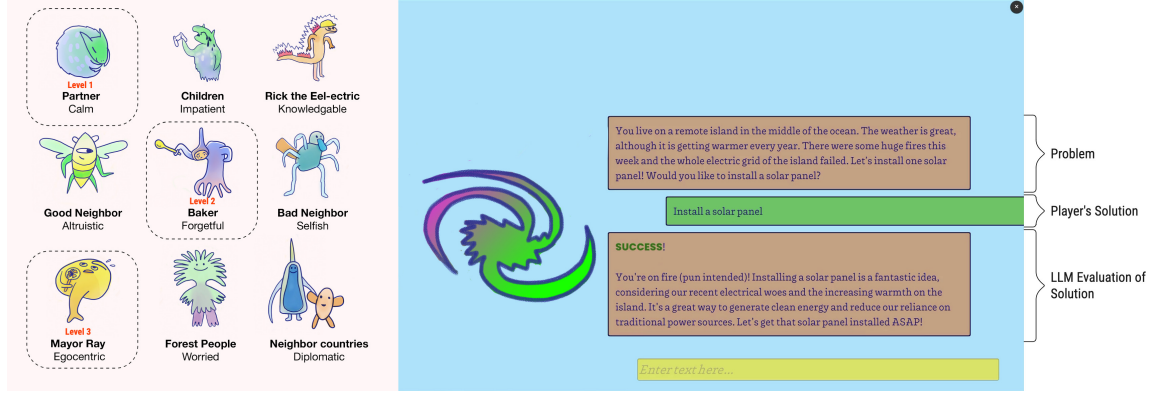 Level 1
Partner
Calm
Children
Impatient
Rick the Eel-ectric
Knowledgable
Good Neighbor
Altruistic
Level 2
Baker
Forgetful
Bad Neighbor
Selfish
Level 3
Mayor Ray
Egocentric
Forest People
Worried
Neighbor countries
Diplomatic
You live on a remote island in the middle of the ocean. The weather is great,
although it is getting warmer every year. There were some huge fires this
week and the whole electric grid of the island failed. Let's install one solar
panel! Would you like to install a solar panel?
Problem
Install a solar panel
Player's Solution
SUCCESS!
You're on fire (pun intended)! Installing a solar panel is a fantastic idea,
considering our recent electrical woes and the increasing warmth on the
island. It's a great way to generate clean energy and reduce our reliance on
traditional power sources. Let's get that solar panel installed ASAP!
LLM Evaluation of
Solution
Enter text here...